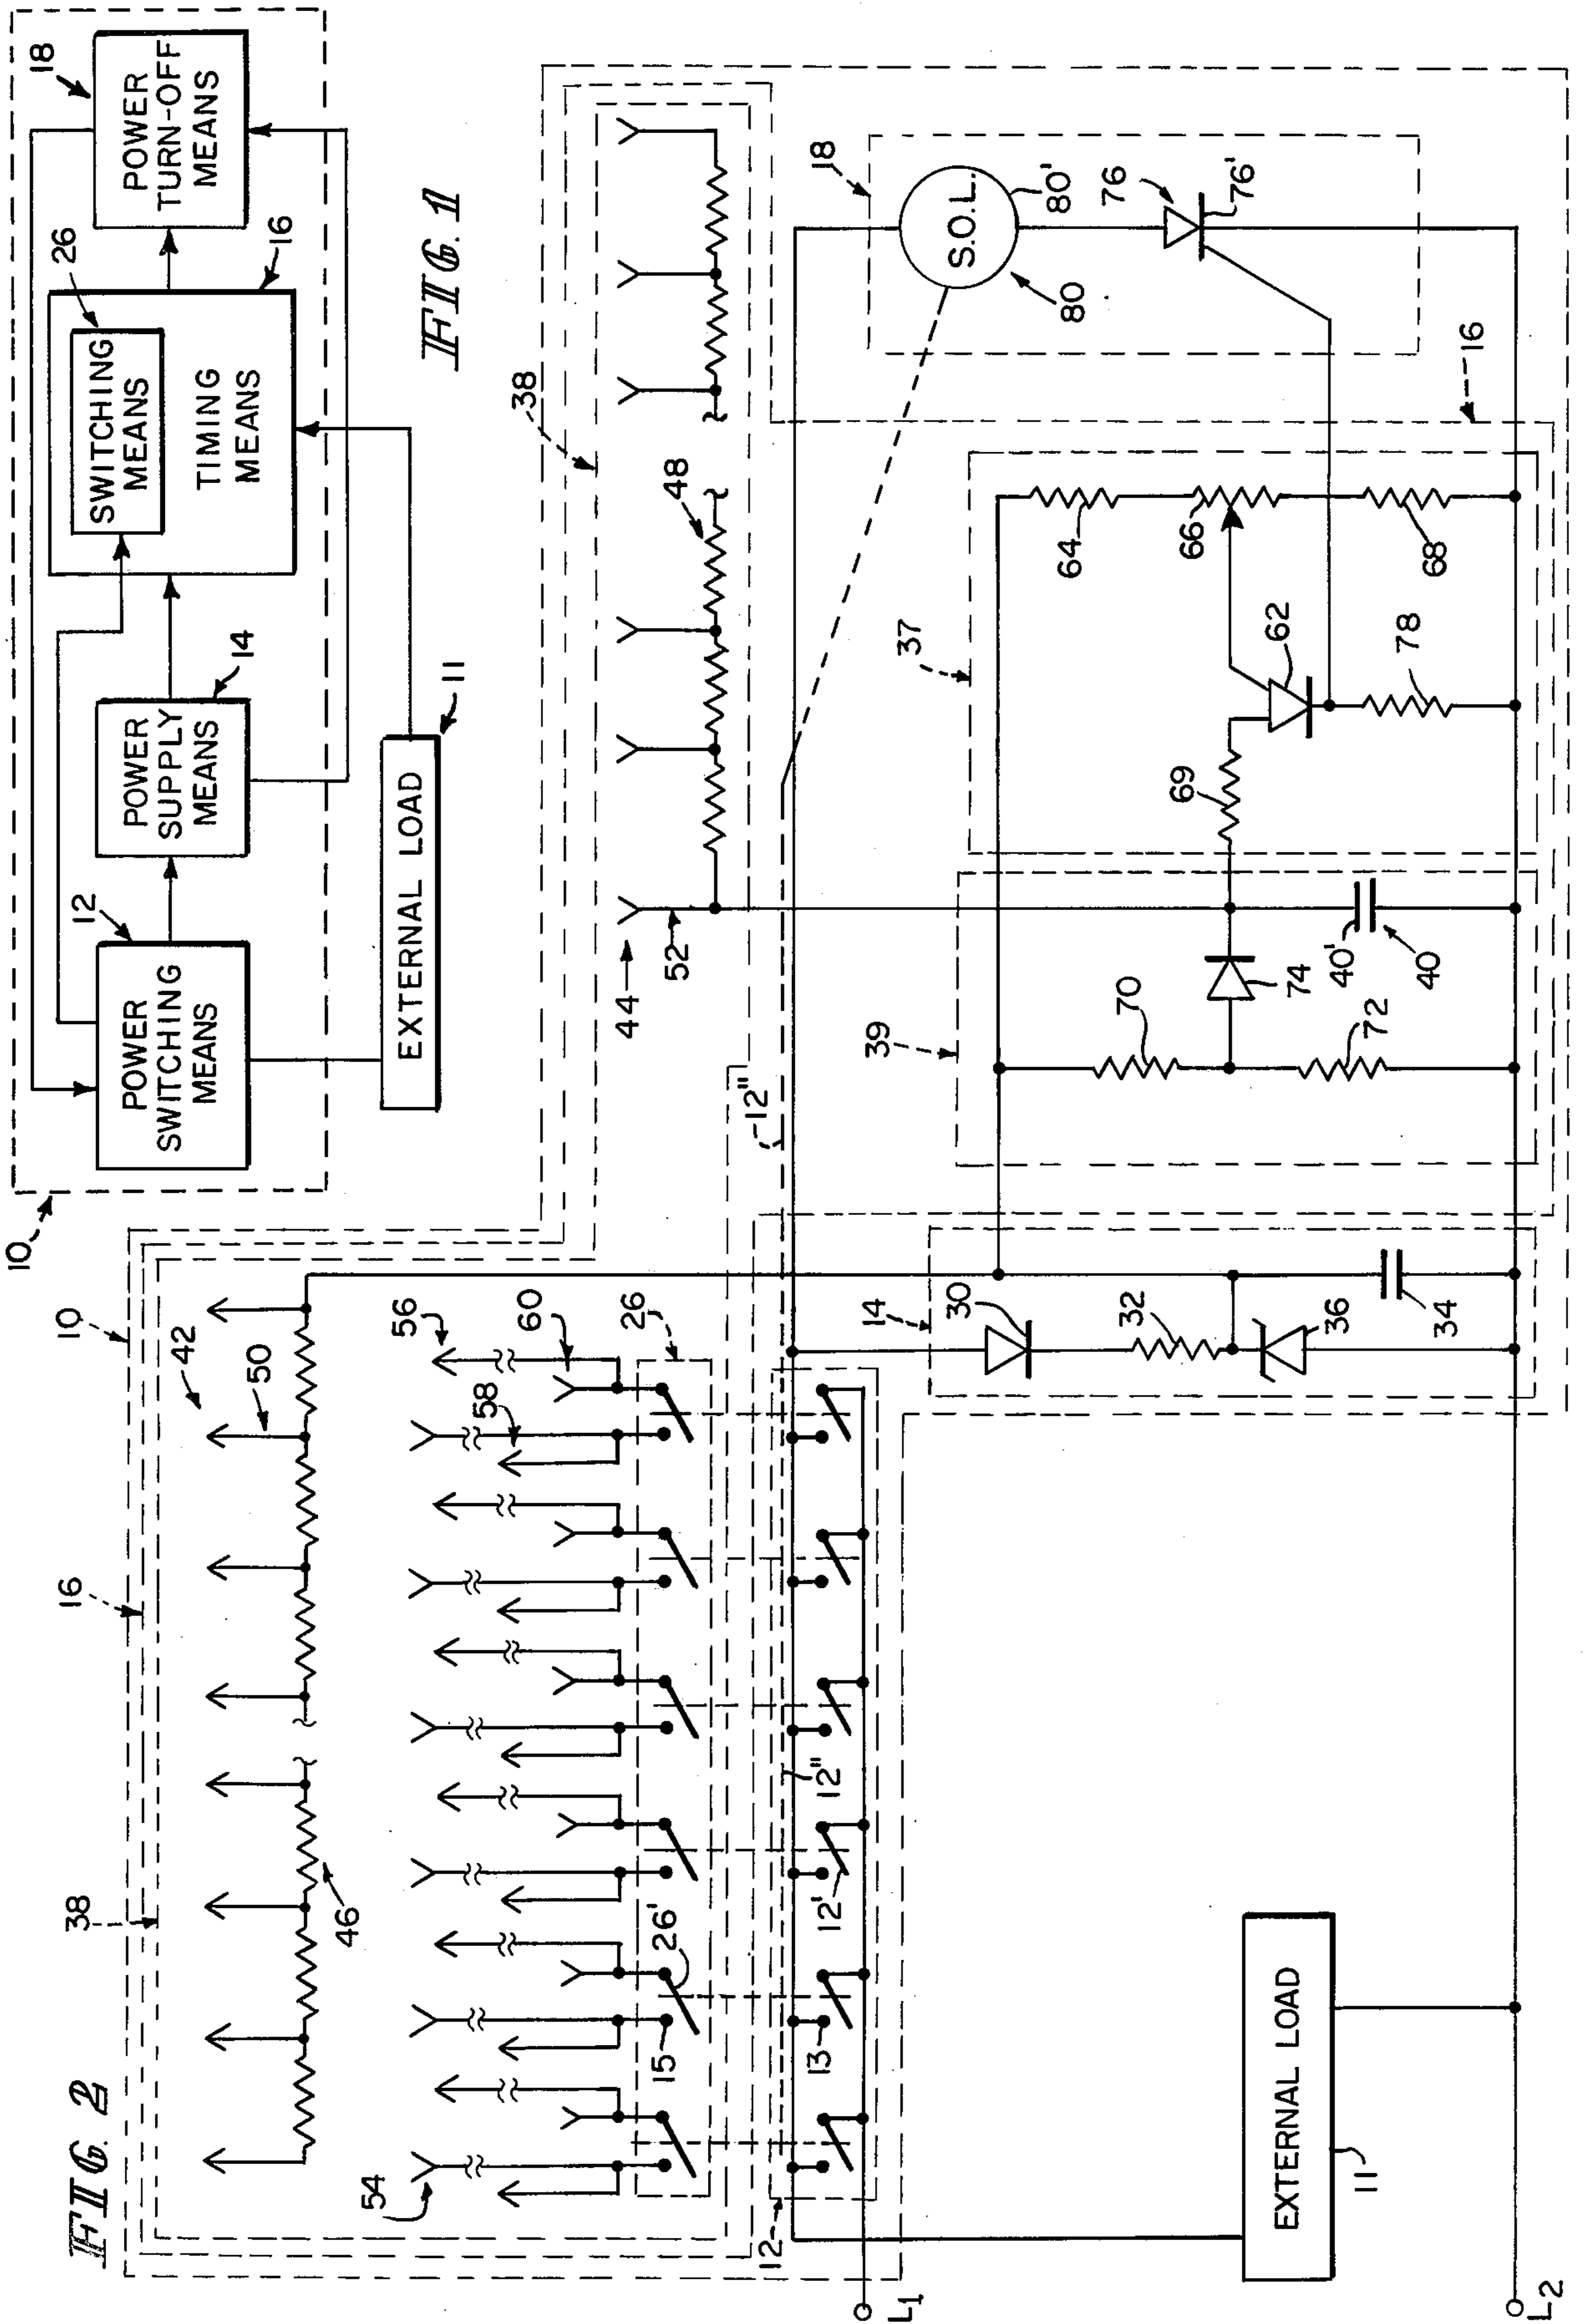 FIG. 1
10
12
POWER
SWITCHING
MEANS
14
POWER
SUPPLY
MEANS
26
SWITCHING
MEANS
TIMING
MEANS
16
18
POWER
TURN-OFF
MEANS
EXTERNAL LOAD
11
FIG 2
38
16
10
42
50
46
54
56
58
60
26
15
26'
13
12'
12"
12
L1
L2
EXTERNAL LOAD
11
14
30
32
36
34
12"
44
52
48
38
39
70
72
74
40'
40
37
69
62
64
66
68
78
16
18
S.O.L.
80'
80
76
76'